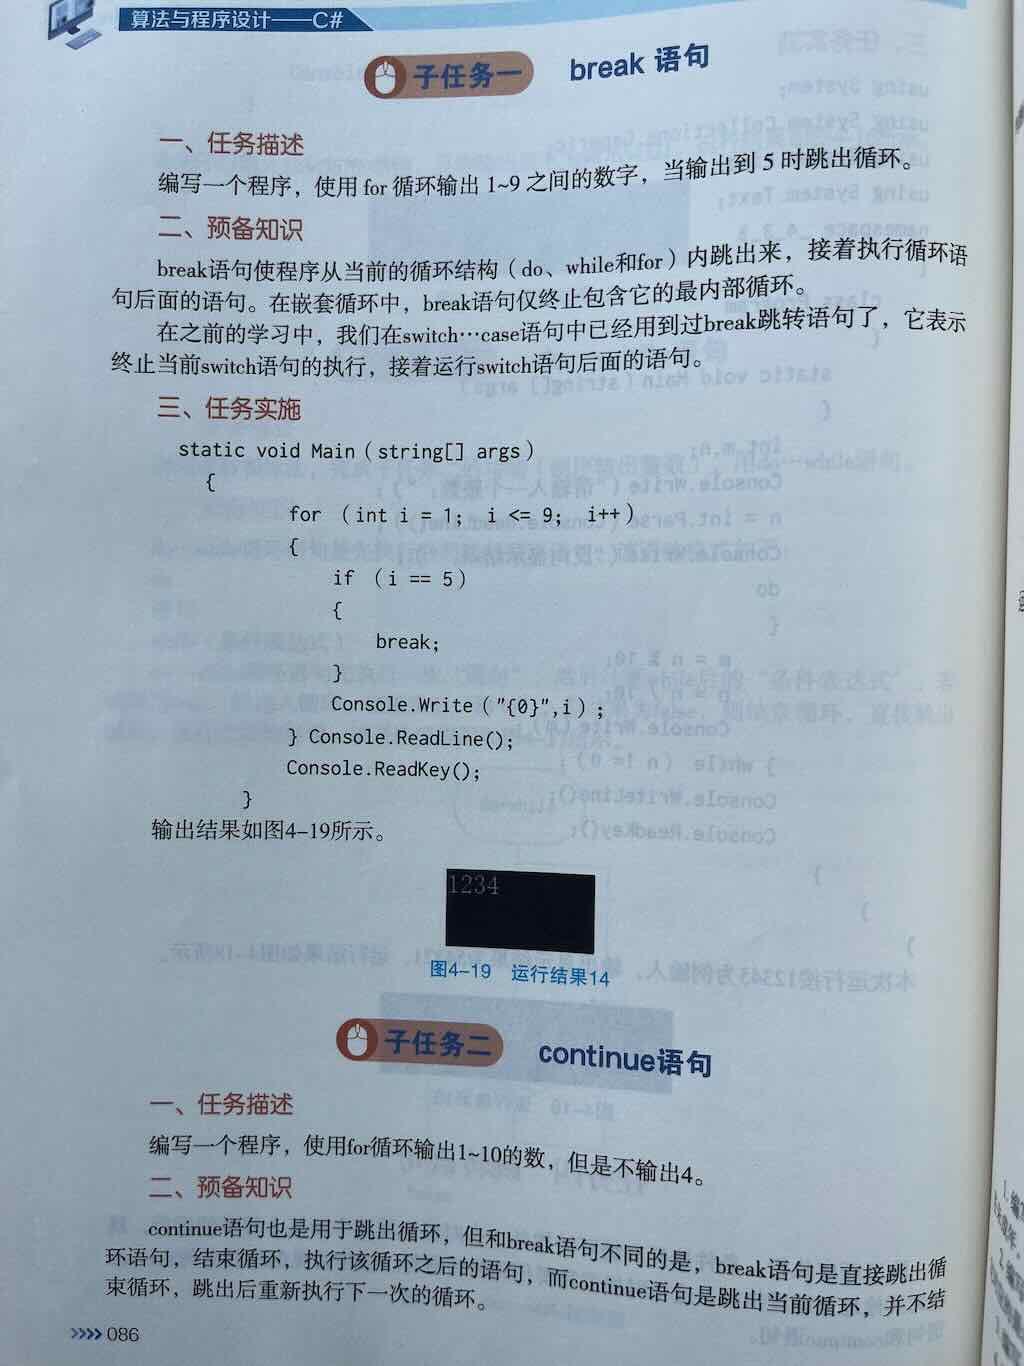 算法与程序设计——C#
子任务一 break 语句
一、任务描述
编写一个程序，使用 for 循环输出 1~9 之间的数字，当输出到 5 时跳出循环。
二、预备知识
break语句使程序从当前的循环结构（do、while和for）内跳出来，接着执行循环语
句后面的语句。在嵌套循环中，break语句仅终止包含它的最内部循环。
在之前的学习中，我们在switch…case语句中已经用到过break跳转语句了，它表示
终止当前switch语句的执行，接着运行switch语句后面的语句。
三、任务实施
static void Main（string[] args）
{
for （int i = 1; i <= 9; i++）
{
if （i == 5）
{
break;
}
Console.Write（"{0}",i）;
} Console.ReadLine();
Console.ReadKey();
}
输出结果如图4-19所示。
1234
图4-19 运行结果14
子任务二 continue语句
一、任务描述
编写一个程序，使用for循环输出1~10的数，但是不输出4。
二、预备知识
continue语句也是用于跳出循环，但和break语句不同的是，break语句是直接跳出循
环语句，结束循环，执行该循环之后的语句，而continue语句是跳出当前循环，并不结
束循环，跳出后重新执行下一次的循环。
>>>> 086